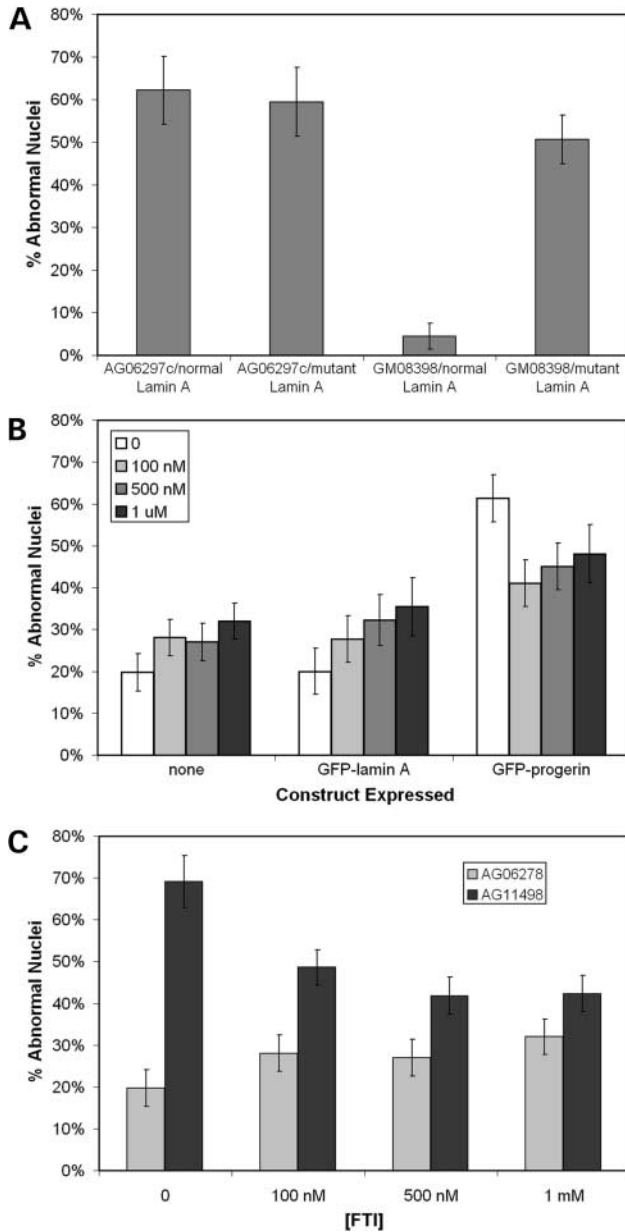 A
80%
70%
60%
50%
40%
30%
20%
10%
0%
% Abnormal Nuclei
AG06297c/normal
Lamin A
AG06297c/mutant
Lamin A
GM08398/normal
Lamin A
GM08398/mutant
Lamin A
B
80%
70%
60%
50%
40%
30%
20%
10%
0%
% Abnormal Nuclei
0
100 nM
500 nM
1 uM
none
GFP-lamin A
GFP-progerin
Construct Expressed
C
80%
70%
60%
50%
40%
30%
20%
10%
0%
% Abnormal Nuclei
AG06278
AG11498
0
100 nM
500 nM
1 mM
[FTI]